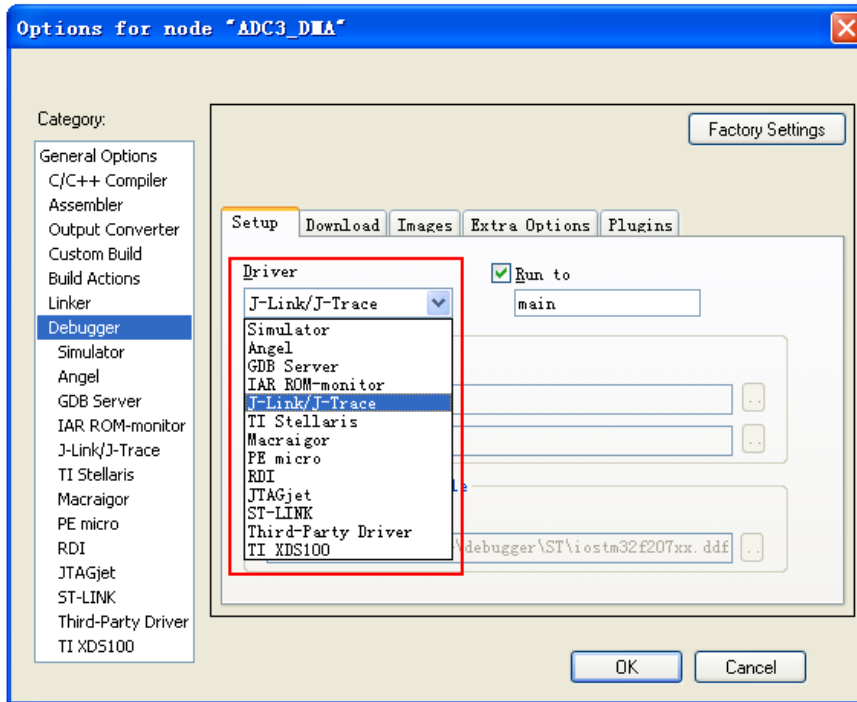 Options for node "ADC3_DMA"
Category:
General Options
C/C++ Compiler
Assembler
Output Converter
Custom Build
Build Actions
Linker
Debugger
Simulator
Angel
GDB Server
IAR ROM-monitor
J-Link/J-Trace
TI Stellaris
Macraigor
PE micro
RDI
JTAGjet
ST-LINK
Third-Party Driver
TI XDS100
Factory Settings
Setup Download Images Extra Options Plugins
Driver
J-Link/J-Trace
Simulator
Angel
GDB Server
IAR ROM-monitor
J-Link/J-Trace
TI Stellaris
Macraigor
PE micro
RDI
JTAGjet
ST-LINK
Third-Party Driver
TI XDS100
Run to
main
..
..
\debugger\ST\iostm32f207xx.ddf ..
OK Cancel